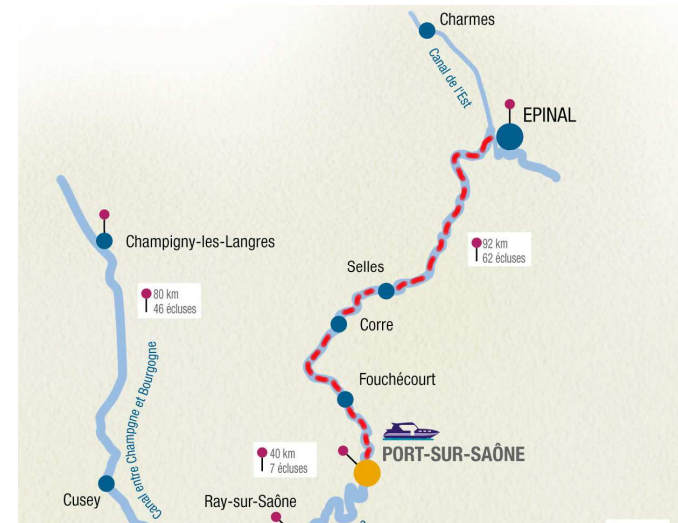 Charmes
Canal de l'Est
EPINAL
Champigny-les-Langres
92 km
62 écluses
Selles
80 km
46 écluses
Corre
Canal entre Champgne et Bourgogne
Fouchécourt
40 km
7 écluses
PORT-SUR-SAÔNE
Cusey
Ray-sur-Saône